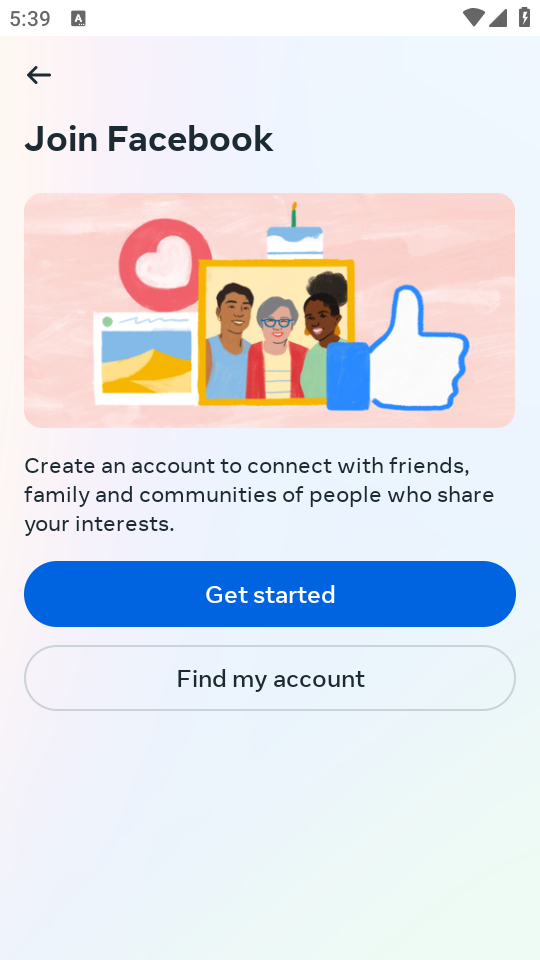 5:39
A
Join Facebook
Create an account to connect with friends,
family and communities of people who share
your interests.
Get started
Find my account